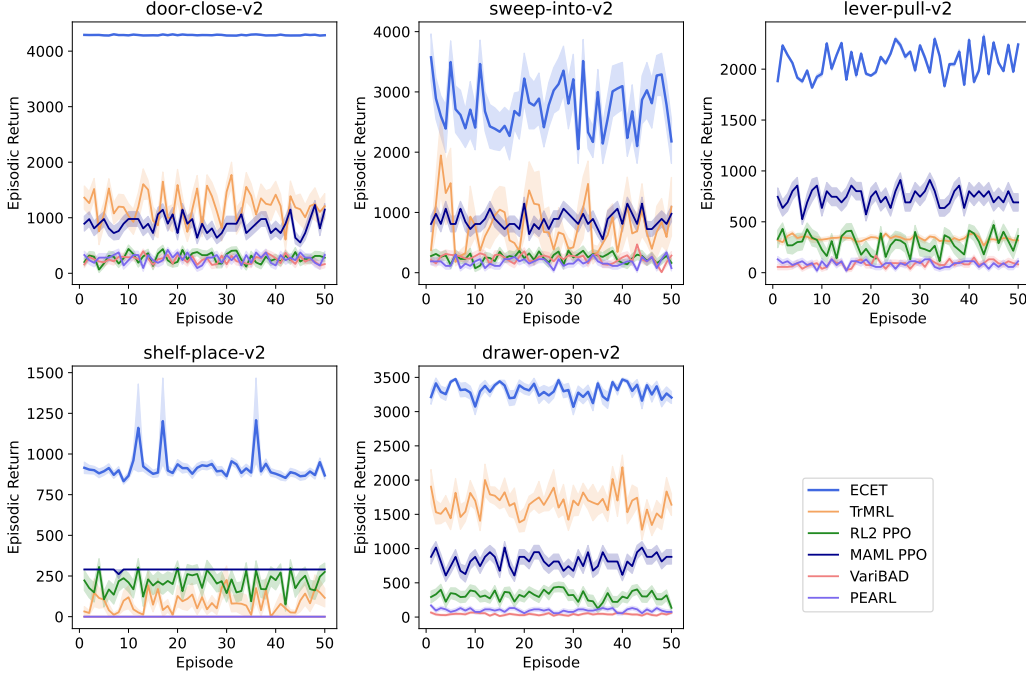 door-close-v2
Episodic Return
4000
3000
2000
1000
0
0 10 20 30 40 50
Episode
sweep-into-v2
Episodic Return
4000
3000
2000
1000
0
0 10 20 30 40 50
Episode
lever-pull-v2
Episodic Return
2000
1500
1000
500
0
0 10 20 30 40 50
Episode
shelf-place-v2
Episodic Return
1500
1250
1000
750
500
250
0
0 10 20 30 40 50
Episode
drawer-open-v2
Episodic Return
3500
3000
2500
2000
1500
1000
500
0
0 10 20 30 40 50
Episode
ECET
TrMRL
RL2 PPO
MAML PPO
VariBAD
PEARL